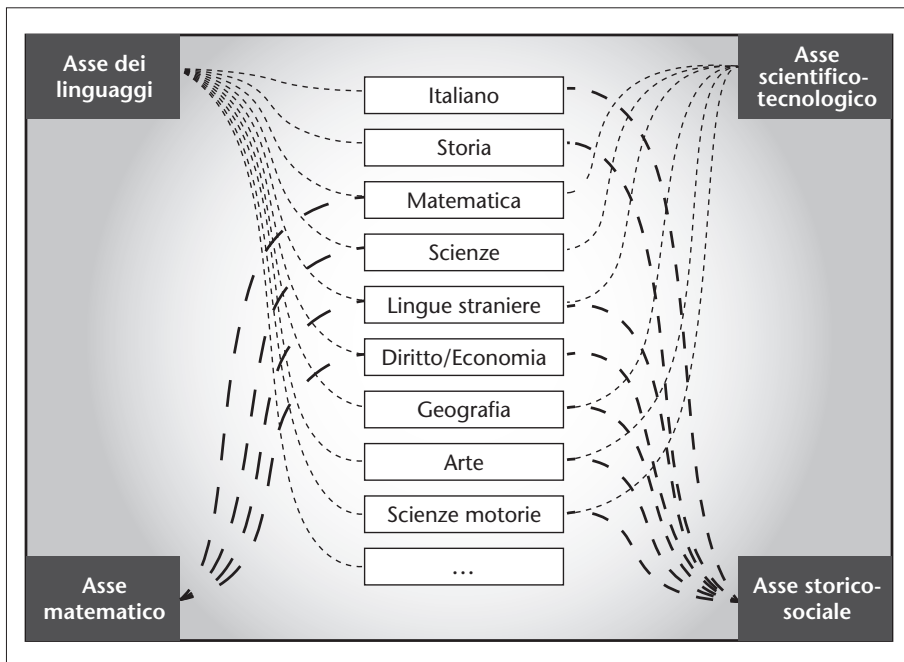 Asse dei
linguaggi
Asse
scientifico-
tecnologico
Italiano
Storia
Matematica
Scienze
Lingue straniere
Diritto/Economia
Geografia
Arte
Scienze motorie
...
Asse
matematico
Asse storico-
sociale